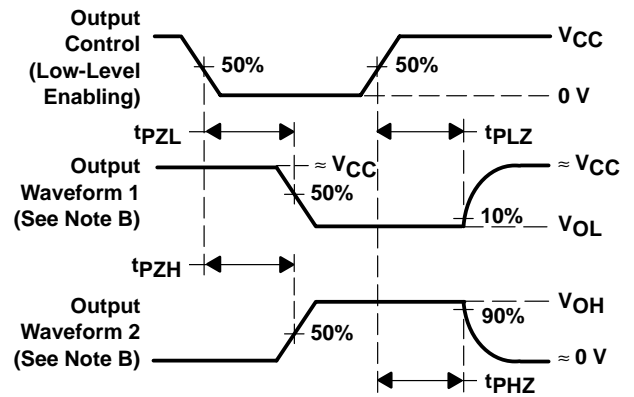 Output
Control
(Low-Level
Enabling)
50%
50%
VCC
0 V
tPZL
tPLZ
Output
Waveform 1
(See Note B)
≈ VCC
50%
≈ VCC
10%
VOL
tPZH
Output
Waveform 2
(See Note B)
50%
VOH
90%
≈ 0 V
tPHZ